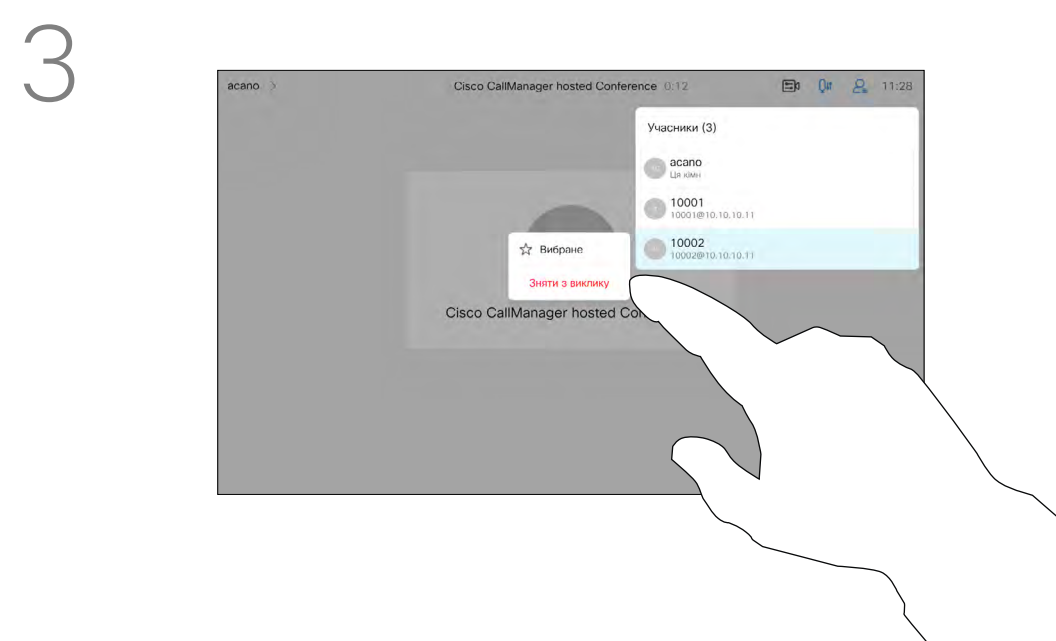 3
acano
Cisco CallManager hosted Conference 0:12
11:28
Учасники (3)
acano
Ця кімн
10001
10001@10.10.10.11
10002
10002@10.10.10.11
Вибране
Зняти з виклику
Cisco CallManager hosted Co